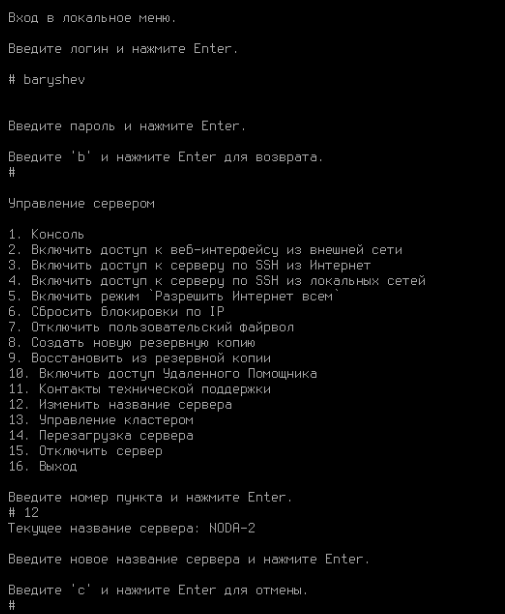 Вход в локальное меню.
Введите логин и нажмите Enter.
# baryshev
Введите пароль и нажмите Enter.
Введите 'b' и нажмите Enter для возврата.
#
Управление сервером
1. Консоль
2. Включить доступ к веб-интерфейсу из внешней сети
3. Включить доступ к серверу по SSH из Интернет
4. Включить доступ к серверу по SSH из локальных сетей
5. Включить режим `Разрешить Интернет всем`
6. Сбросить Блокировки по IP
7. Отключить пользовательский файрвол
8. Создать новую резервную копию
9. Восстановить из резервной копии
10. Включить доступ Удаленного Помощника
11. Контакты технической поддержки
12. Изменить название сервера
13. Управление кластером
14. Перезагрузка сервера
15. Отключить сервер
16. Выход
Введите номер пункта и нажмите Enter.
# 12
Текущее название сервера: NODA-2
Введите новое название сервера и нажмите Enter.
Введите 'c' и нажмите Enter для отмены.
#